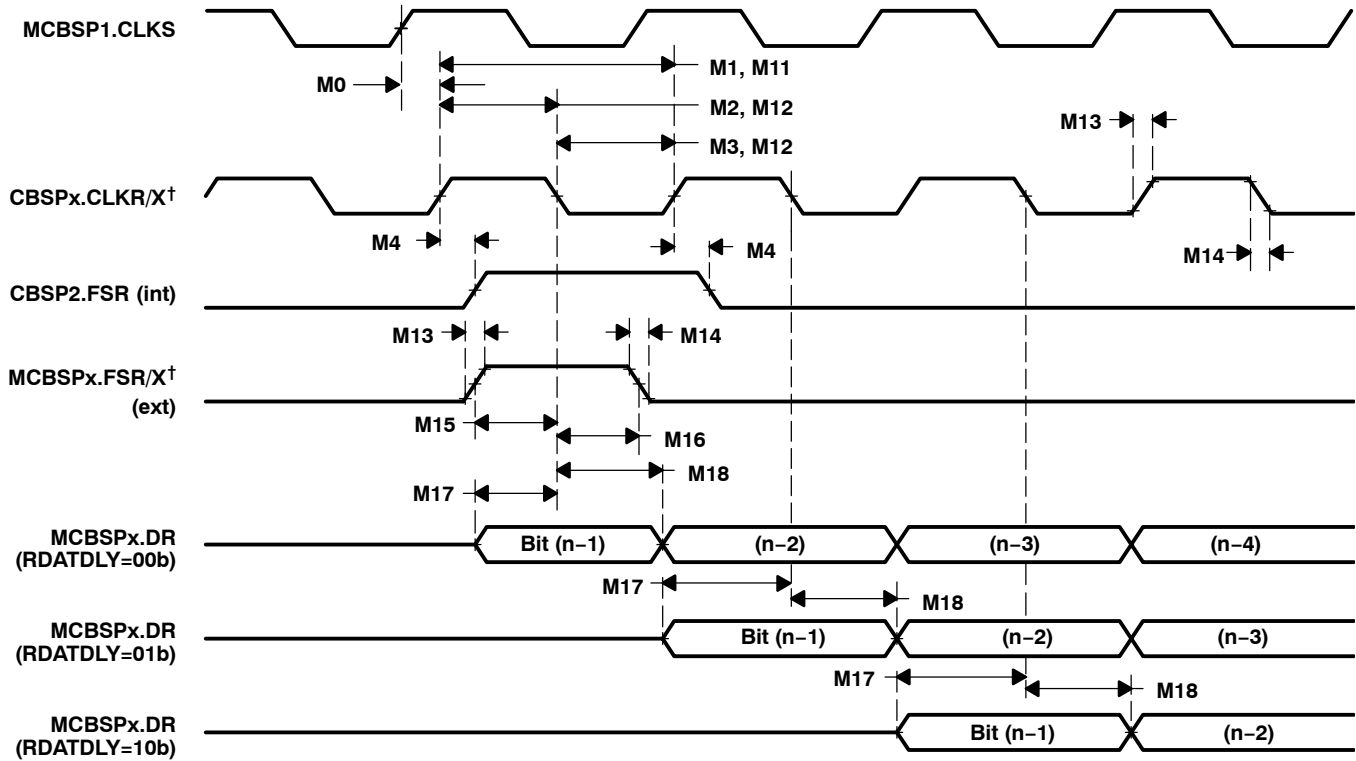 MCBSP1.CLKS
M1, M11
M0
M2, M12
M13
M3, M12
CBSPx.CLKR/X†
M4
M4
M14
CBSP2.FSR (int)
M13
M14
MCBSPx.FSR/X†
(ext)
M15
M16
M18
M17
MCBSPx.DR
(RDATDLY=00b)
Bit (n−1)
(n−2)
(n−3)
(n−4)
M17
M18
MCBSPx.DR
(RDATDLY=01b)
Bit (n−1)
(n−2)
(n−3)
M17
M18
MCBSPx.DR
(RDATDLY=10b)
Bit (n−1)
(n−2)